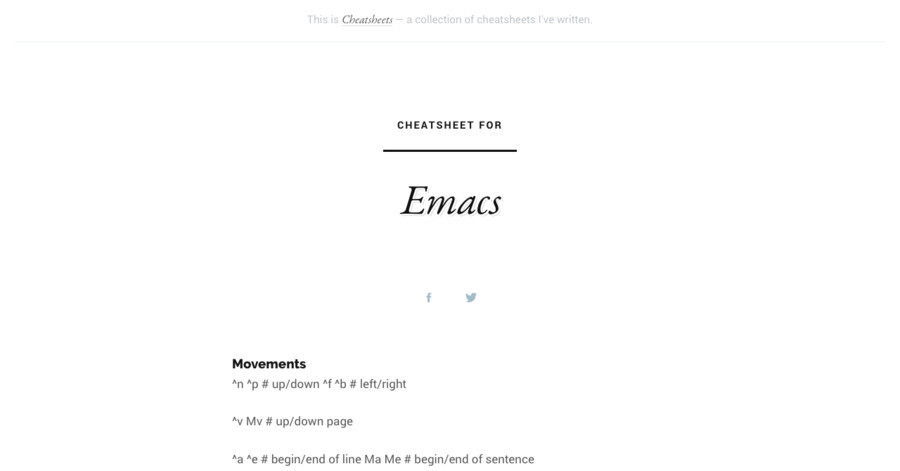 This is Cheatsheets — a collection of cheatsheets I've written.
CHEATSHEET FOR
Emacs
Movements
^n ^p # up/down ^f ^b # left/right
^v Mv # up/down page
^a ^e # begin/end of line Ma Me # begin/end of sentence